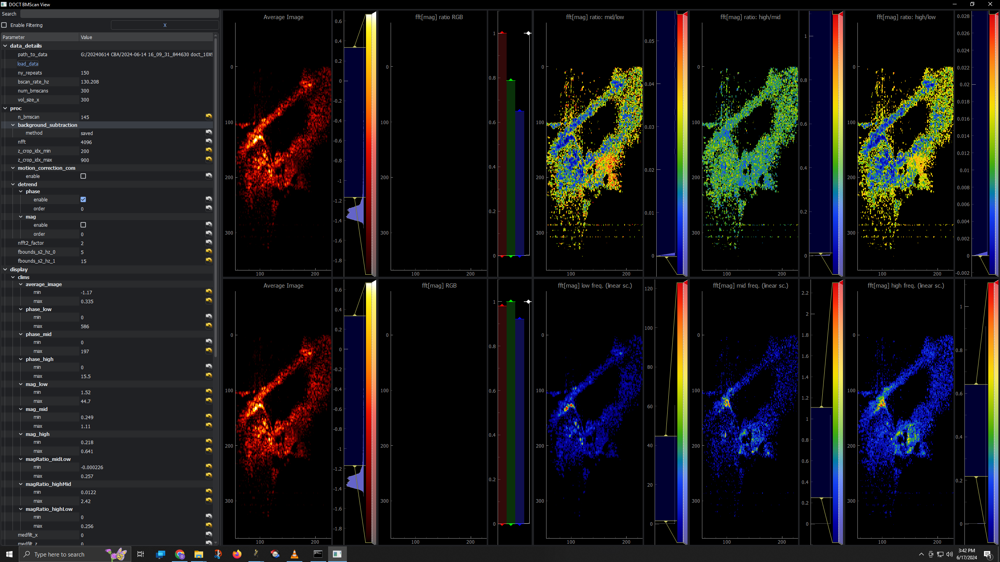 DOCT BMScan View
Search
Enable Filtering X
Parameter Value
data_details
path_to_data G:/20240614 CBA/2024-06-14 16_09_31_844630 doct_10X9
load_data
ny_repeats 150
bscan_rate_hz 130.208
num_bmscans 300
vol_size_x 300
proc
n_bmscan 145
background_subtraction
method saved
nfft 4096
z_crop_idx_min 200
z_crop_idx_max 900
motion_correction_com
enable
detrend
phase
enable
order 0
mag
enable
order 0
nfft2_factor 2
fbounds_s2_hz_0 5
fbounds_s2_hz_1 15
display
clims
average_image
min -1.17
max 0.335
phase_low
min 0
max 586
phase_mid
min 0
max 197
phase_high
min 0
max 15.5
mag_low
min 1.52
max 44.7
mag_mid
min 0.249
max 1.11
mag_high
min 0.218
max 0.641
magRatio_midLow
min -0.000226
max 0.257
magRatio_highMid
min 0.0122
max 2.42
magRatio_highLow
min 0
max 0.256
medfilt_x 0
medfilt_z 0
Average Image
0
100
200
300
100 200
0.6
0.4
0.2
0
-0.2
-0.4
-0.6
-0.8
-1
-1.2
-1.4
-1.6
-1.8
fft[mag] ratio RGB
0
100
200
300
100 200
1
0.8
0.6
0.4
0.2
0
fft[mag] ratio: mid/low
0
100
200
300
100 200
0.05
0.04
0.03
0.02
0.01
0
fft[mag] ratio: high/mid
0
100
200
300
100 200
1
0.8
0.6
0.4
0.2
0
fft[mag] ratio: high/low
0
100
200
300
100 200
0.028
0.026
0.024
0.022
0.02
0.018
0.016
0.014
0.012
0.01
0.008
0.006
0.004
0.002
0
-0.002
Average Image
0
100
200
300
100 200
0.6
0.4
0.2
0
-0.2
-0.4
-0.6
-0.8
-1
-1.2
-1.4
-1.6
-1.8
fft[mag] RGB
0
100
200
300
100 200
1
0.8
0.6
0.4
0.2
0
fft[mag] low freq. (linear sc.)
0
100
200
300
100 200
120
100
80
60
40
20
0
fft[mag] mid freq. (linear sc.)
0
100
200
300
100 200
2.2
2
1.8
1.6
1.4
1.2
1
0.8
0.6
0.4
0.2
0
fft[mag] high freq. (linear sc.)
0
100
200
300
100 200
1
0.8
0.6
0.4
0.2
0
Type here to search
3:42 PM
6/17/2024
1